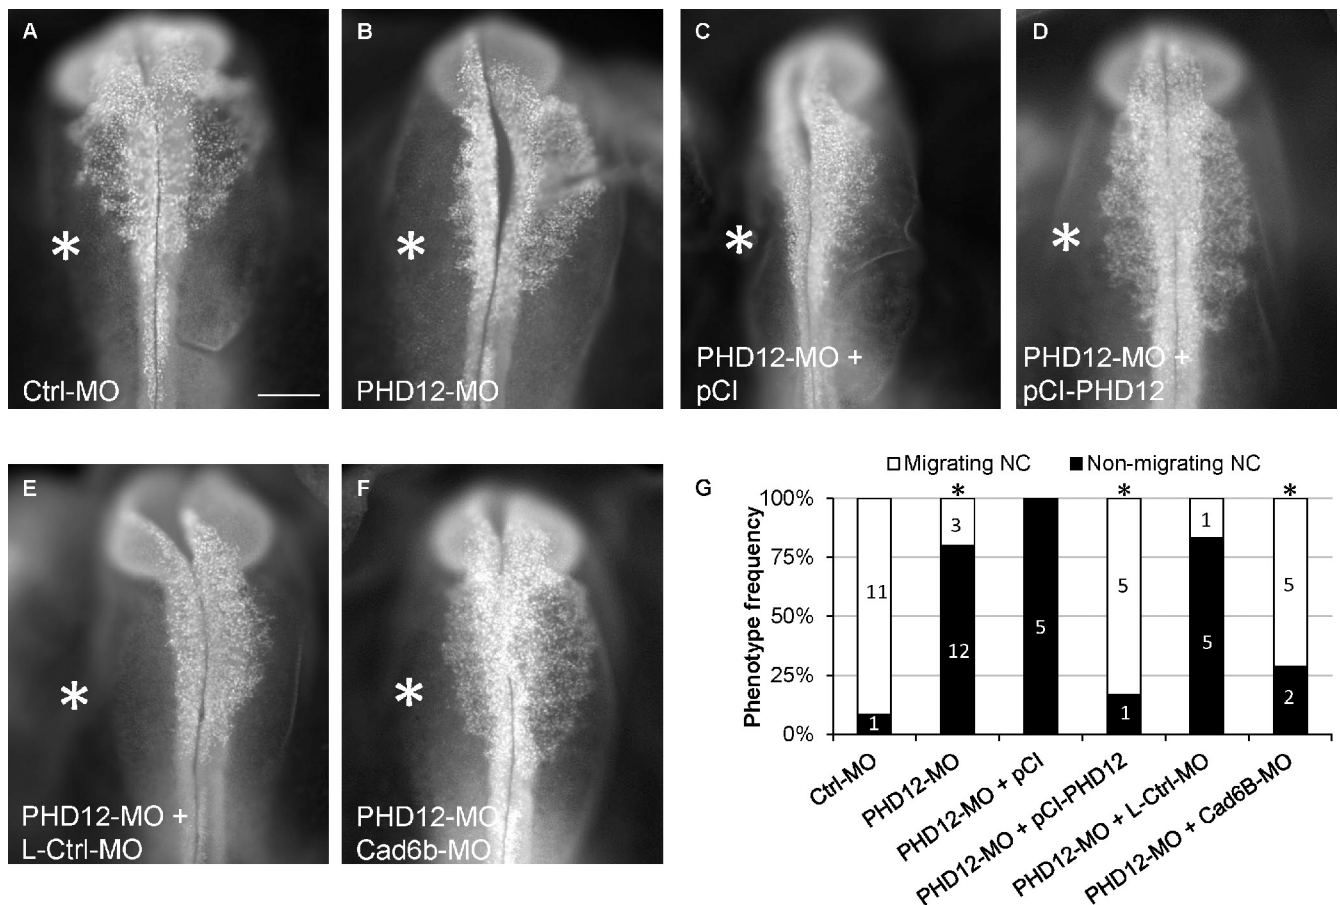 A
B
C
D
*
*
*
*
Ctrl-MO
PHD12-MO
PHD12-MO +
pCI
PHD12-MO +
pCI-PHD12
E
F
*
*
PHD12-MO +
L-Ctrl-MO
PHD12-MO +
Cad6b-MO
G
Migrating NC
Non-migrating NC
Phenotype frequency
100%
75%
50%
25%
0%
* * *
11
1
3
12
5
5
1
1
5
5
2
Ctrl-MO
PHD12-MO
PHD12-MO + pCI
PHD12-MO + pCI-PHD12
PHD12-MO + L-Ctrl-MO
PHD12-MO + Cad6B-MO